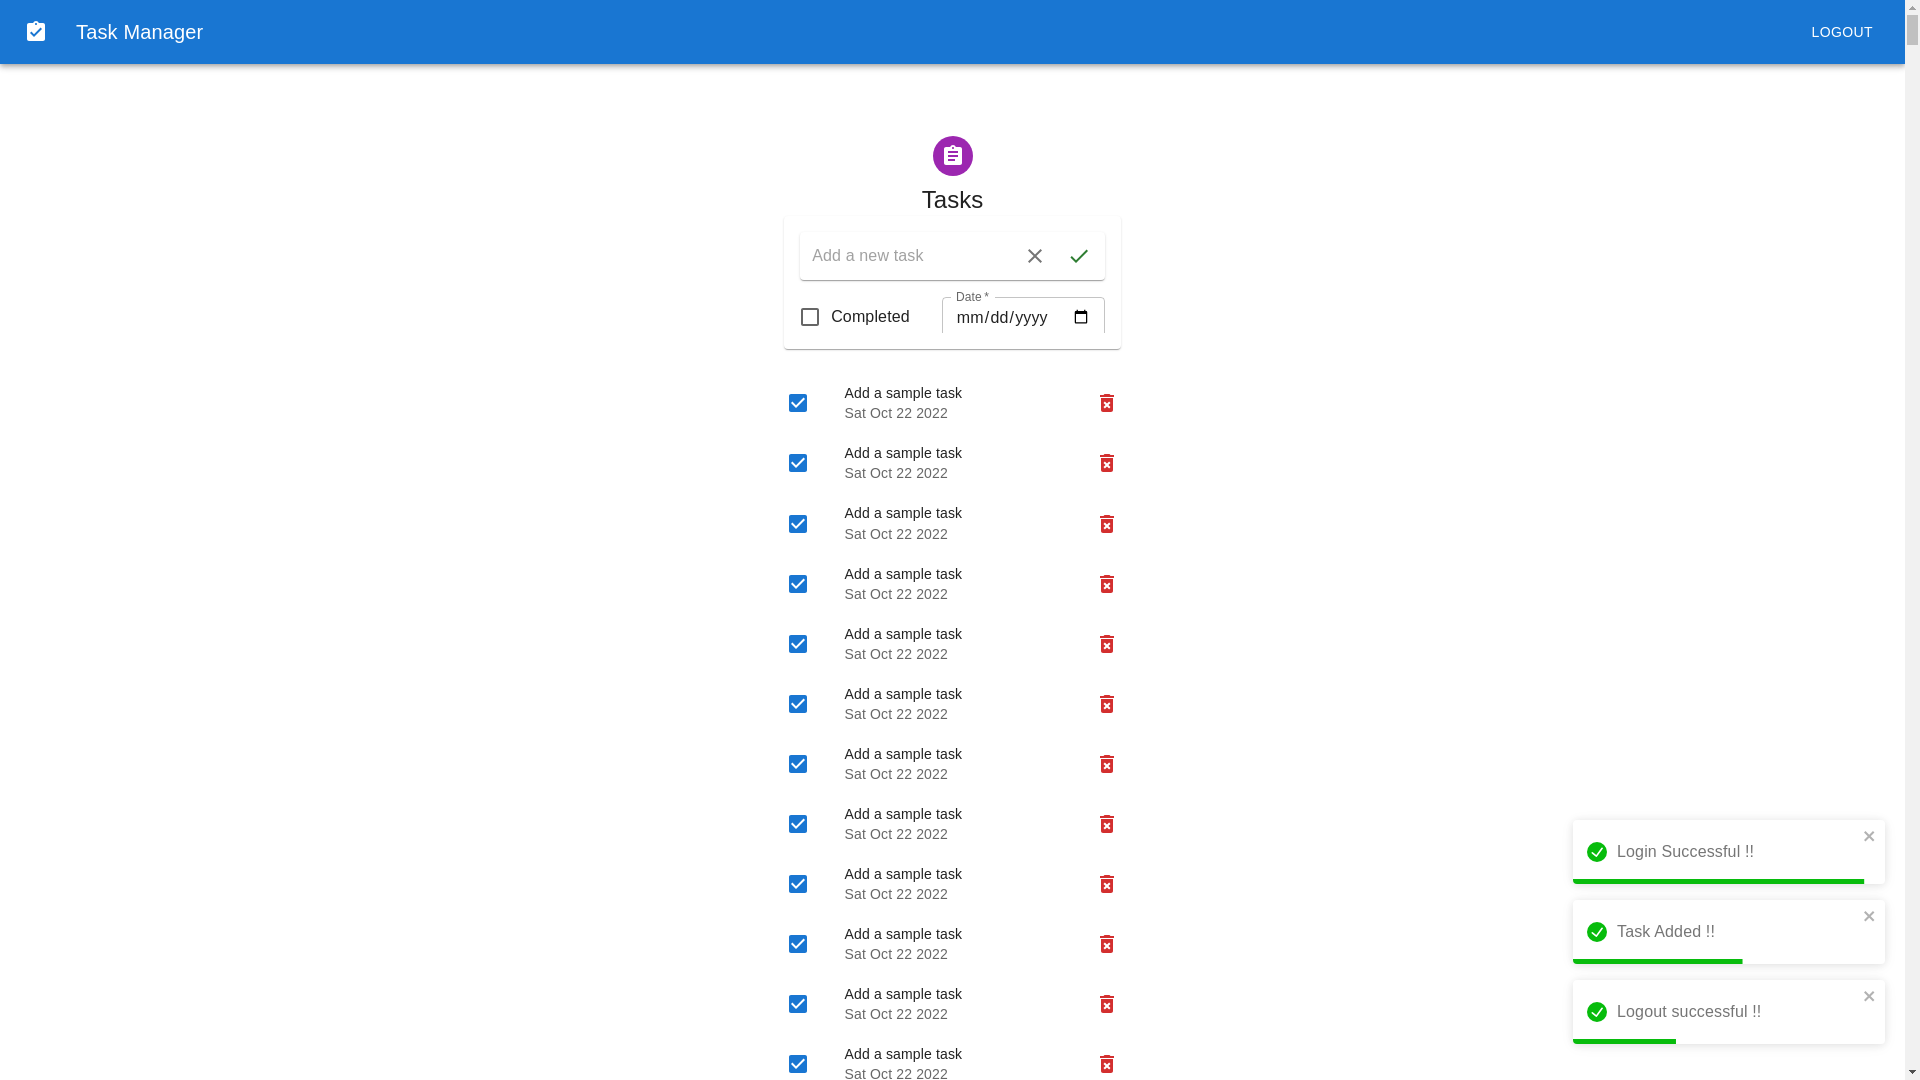 Task Manager
LOGOUT
Tasks
Add a new task
Completed
Date *
mm/dd/yyyy
Add a sample task
Sat Oct 22 2022
Add a sample task
Sat Oct 22 2022
Add a sample task
Sat Oct 22 2022
Add a sample task
Sat Oct 22 2022
Add a sample task
Sat Oct 22 2022
Add a sample task
Sat Oct 22 2022
Add a sample task
Sat Oct 22 2022
Add a sample task
Sat Oct 22 2022
Add a sample task
Sat Oct 22 2022
Add a sample task
Sat Oct 22 2022
Add a sample task
Sat Oct 22 2022
Add a sample task
Sat Oct 22 2022
Login Successful !!
Task Added !!
Logout successful !!